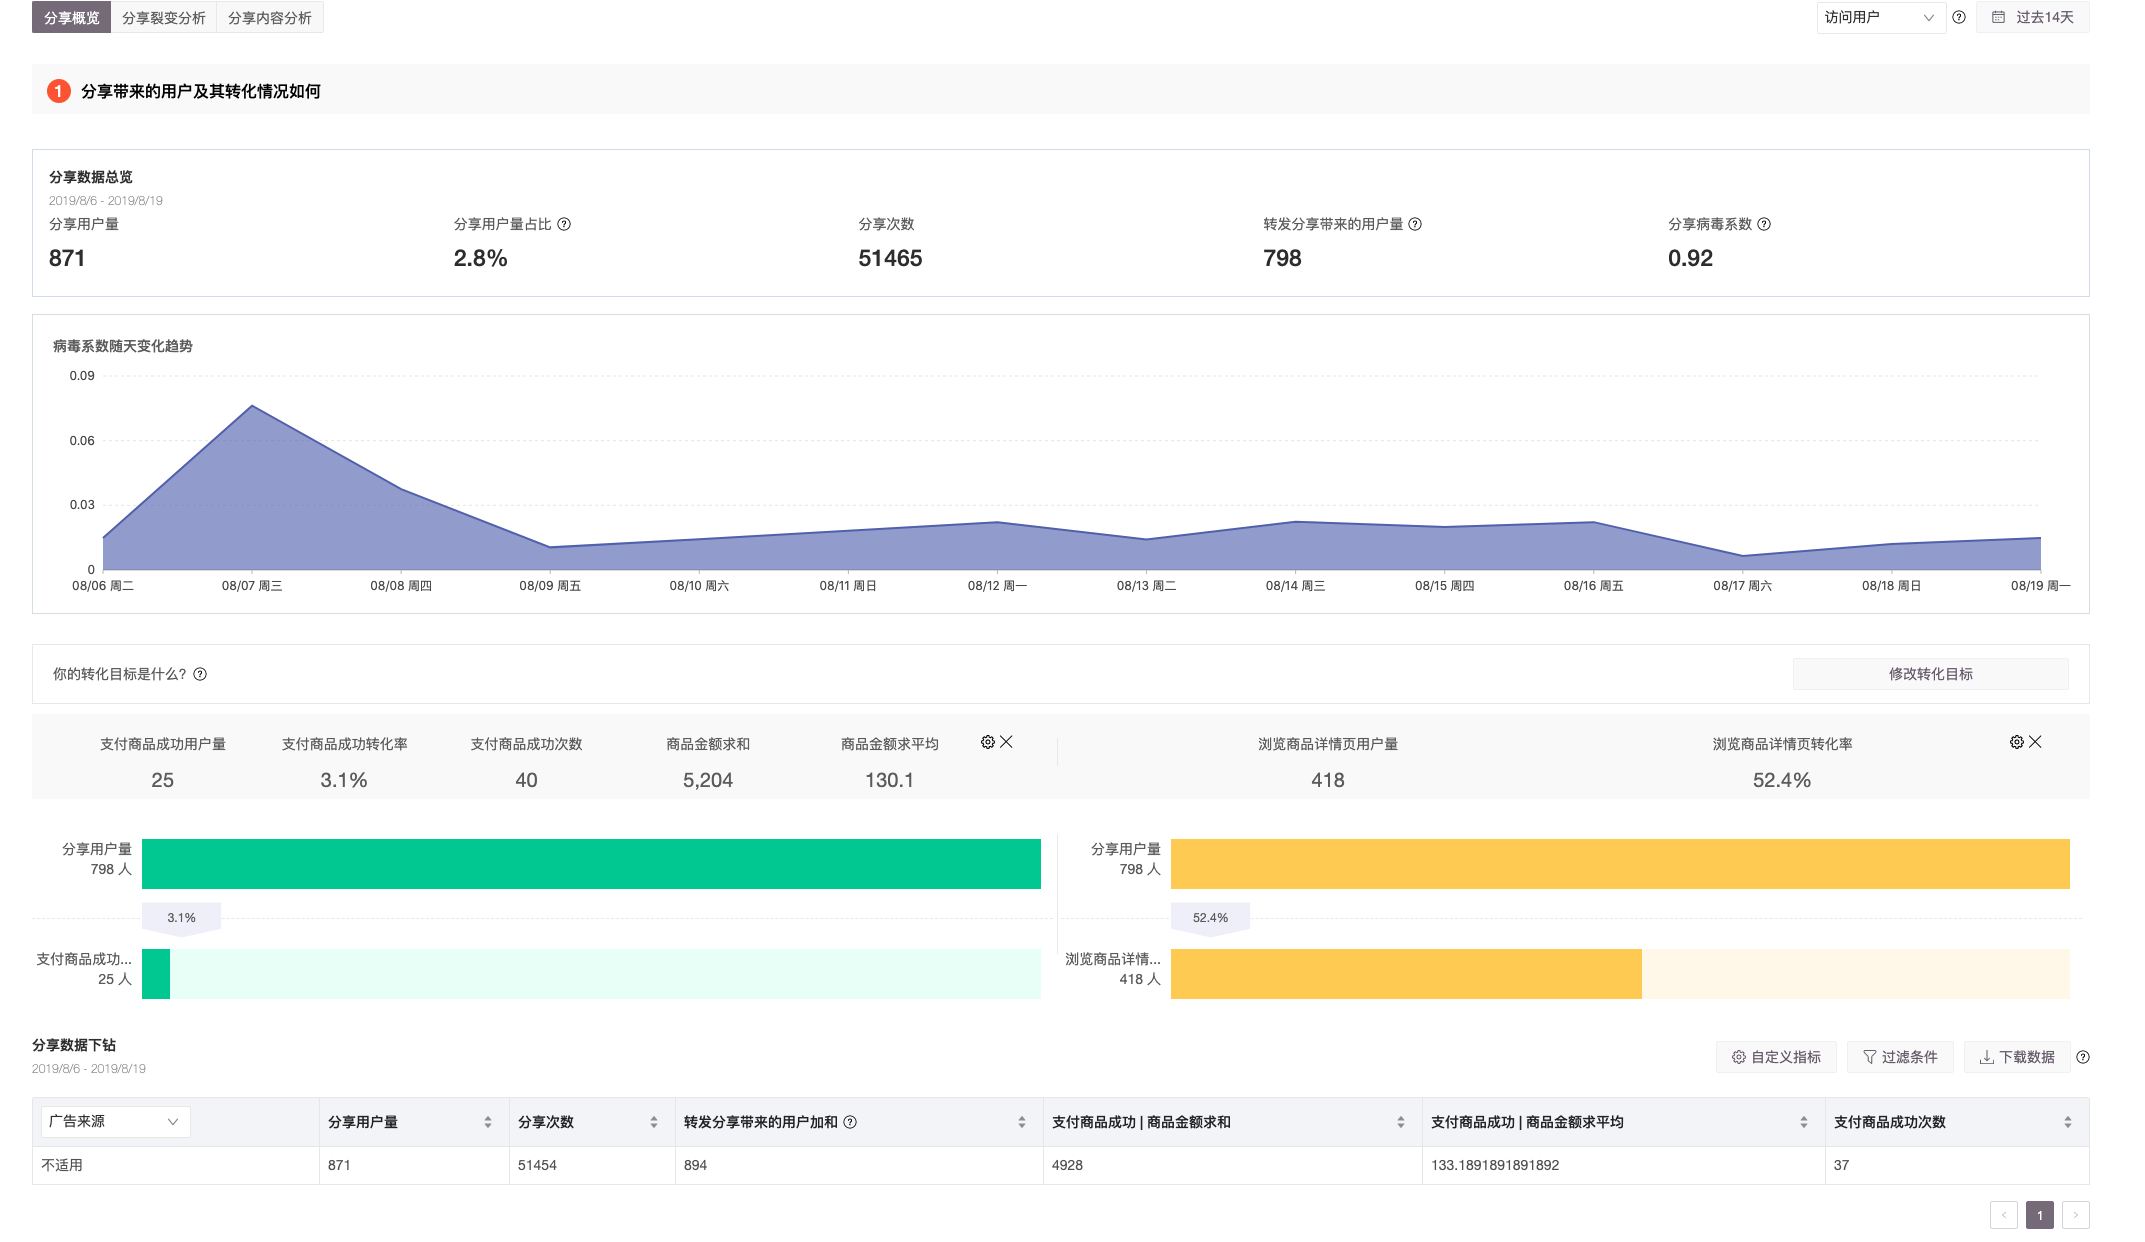 分享概览 分享裂变分析 分享内容分析 访问用户 过去14天
1 分享带来的用户及其转化情况如何
分享数据总览
2019/8/6 - 2019/8/19
分享用户量 分享用户量占比 分享次数 转发分享带来的用户量 分享病毒系数
871 2.8% 51465 798 0.92
病毒系数随天变化趋势
0.09
0.06
0.03
0
08/06 周二 08/07 周三 08/08 周四 08/09 周五 08/10 周六 08/11 周日 08/12 周一 08/13 周二 08/14 周三 08/15 周四 08/16 周五 08/17 周六 08/18 周日 08/19 周一
你的转化目标是什么? 修改转化目标
支付商品成功用户量 支付商品成功转化率 支付商品成功次数 商品金额求和 商品金额求平均 浏览商品详情页用户量 浏览商品详情页转化率
25 3.1% 40 5,204 130.1 418 52.4%
分享用户量 分享用户量
798 人 798 人
3.1% 52.4%
支付商品成功... 浏览商品详情...
25 人 418 人
分享数据下钻
2019/8/6 - 2019/8/19
自定义指标 过滤条件 下载数据
广告来源 分享用户量 分享次数 转发分享带来的用户加和 支付商品成功 | 商品金额求和 支付商品成功 | 商品金额求平均 支付商品成功次数
不适用 871 51454 894 4928 133.1891891891892 37
1